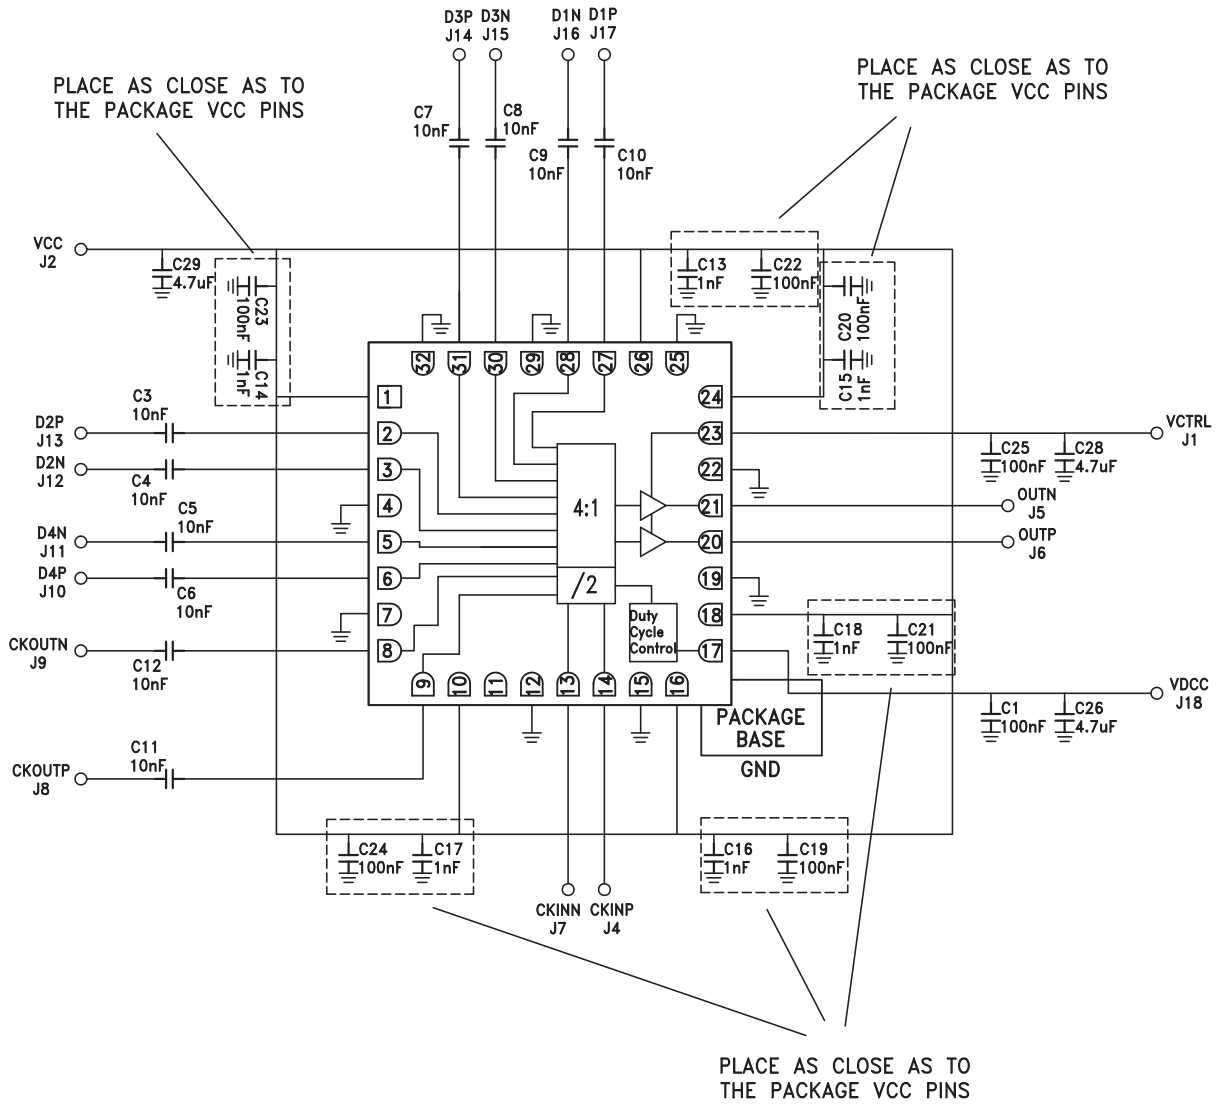 D3P D3N D1N D1P
J14 J15 J16 J17
PLACE AS CLOSE AS TO
THE PACKAGE VCC PINS
PLACE AS CLOSE AS TO
THE PACKAGE VCC PINS
C7
10nF
C8
10nF
C9
10nF
C10
10nF
VCC
J2
C29
4.7uF
C23
100nF
C14
1nF
C13
1nF
C22
100nF
C20
100nF
C15
1nF
32 31 30 29 28 27 26 25
1
2
3
4
5
6
7
8
24
23
22
21
20
19
18
17
9 10 11 12 13 14 15 16
4:1
/2
Duty
Cycle
Control
C3
10nF
D2P
J13
D2N
J12
C4
10nF
C5
10nF
D4N
J11
D4P
J10
C6
10nF
CKOUTN
J9
C12
10nF
C11
10nF
CKOUTP
J8
VCTRL
J1
C25
100nF
C28
4.7uF
OUTN
J5
OUTP
J6
C18
1nF
C21
100nF
VDCC
J18
C1
100nF
C26
4.7uF
PACKAGE
BASE
GND
C24
100nF
C17
1nF
C16
1nF
C19
100nF
CKINN CKINP
J7 J4
PLACE AS CLOSE AS TO
THE PACKAGE VCC PINS